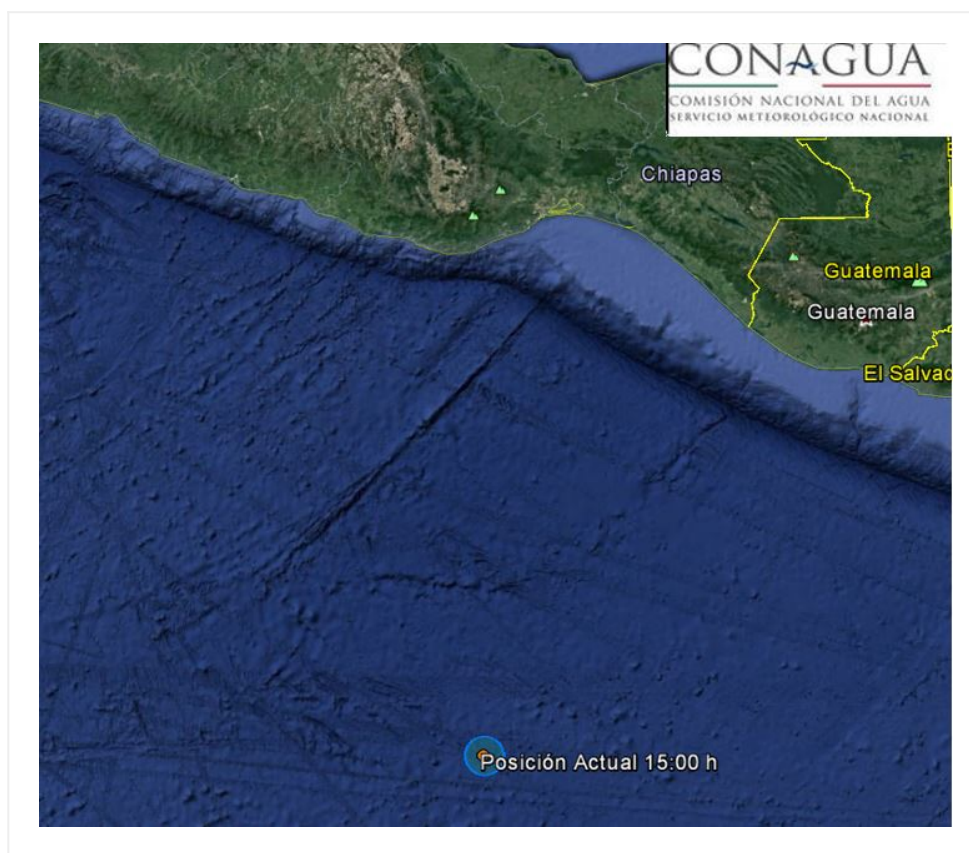 CONAGUA
COMISIÓN NACIONAL DEL AGUA
SERVICIO METEOROLÓGICO NACIONAL
Chiapas
Guatemala
Guatemala
El Salvad
Posición Actual 15:00 h